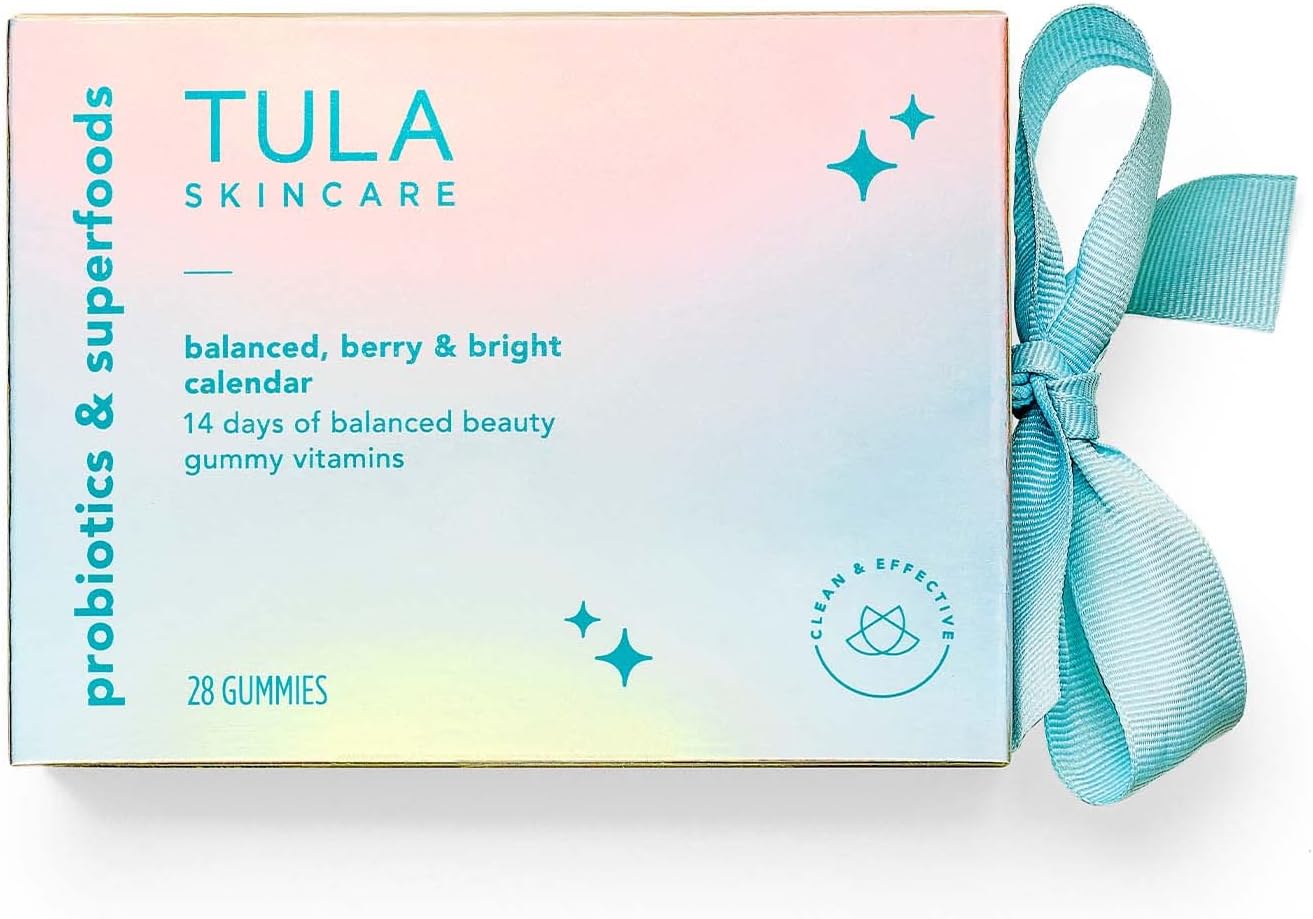 probiotics & superfoods
TULA
SKINCARE
balanced, berry & bright
calendar
14 days of balanced beauty
gummy vitamins
28 GUMMIES
CLEAN & EFFECTIVE